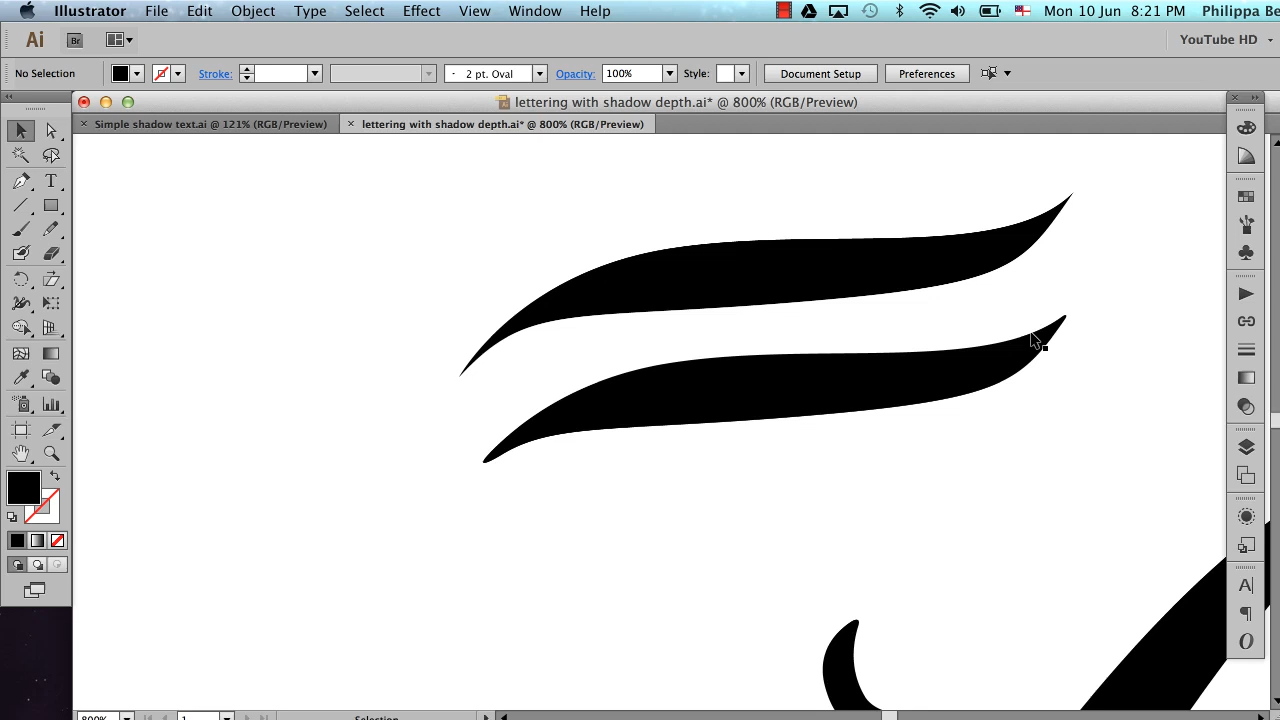 Illustrator File Edit Object Type Select Effect View Window Help Mon 10 Jun 8:21 PM Philippa Be
Ai Br YouTube HD
No Selection Stroke: 2 pt. Oval Opacity: 100% Style: Document Setup Preferences
lettering with shadow depth.ai* @ 800% (RGB/Preview)
Simple shadow text.ai @ 121% (RGB/Preview) lettering with shadow depth.ai* @ 800% (RGB/Preview)
800% 1 Selection